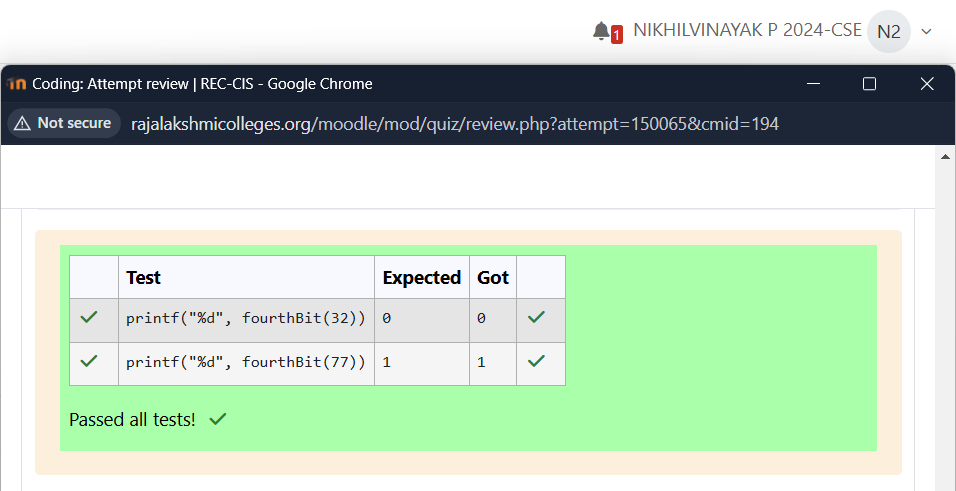 1 NIKHILVINAYAK P 2024-CSE N2
in Coding: Attempt review | REC-CIS - Google Chrome
Not secure rajalakshmicolleges.org/moodle/mod/quiz/review.php?attempt=150065&cmid=194
Test Expected Got
printf("%d", fourthBit(32)) 0 0
printf("%d", fourthBit(77)) 1 1
Passed all tests!